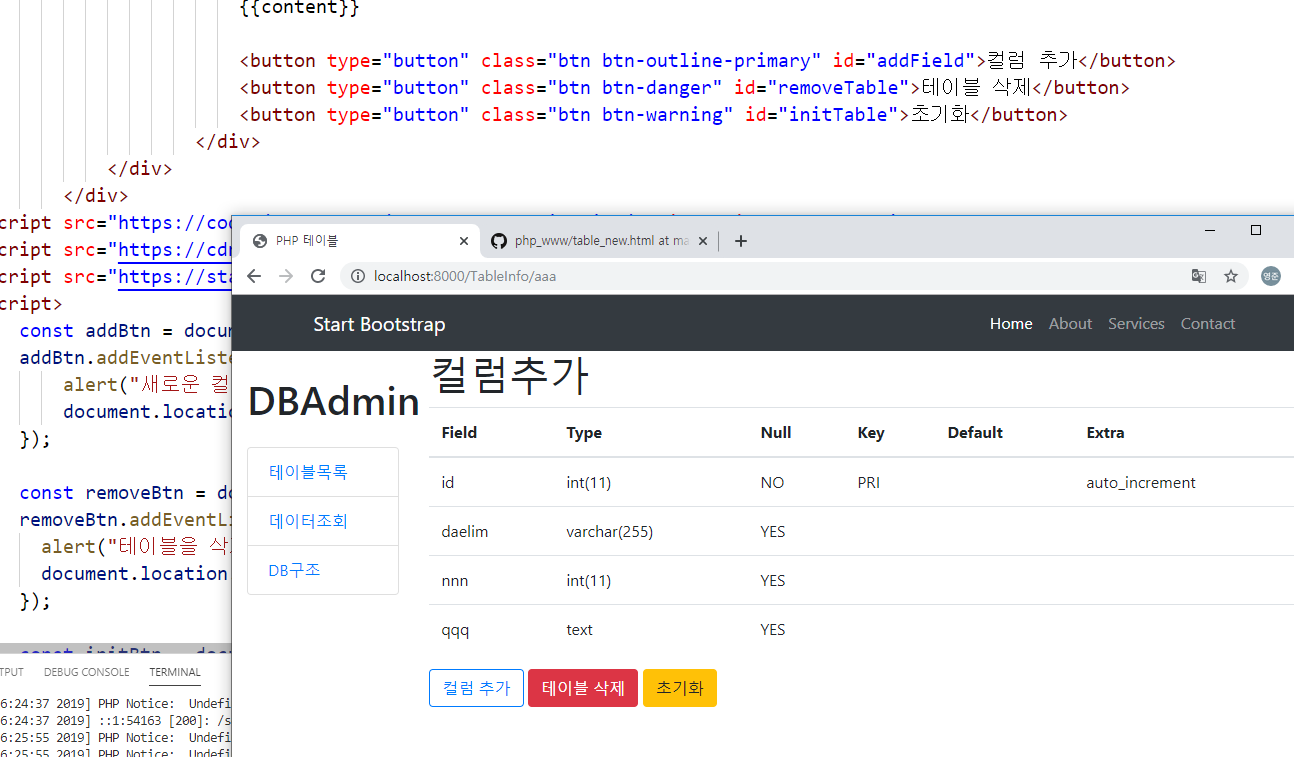 {{content}}
<button type="button" class="btn btn-outline-primary" id="addField">컬럼 추가</button>
<button type="button" class="btn btn-danger" id="removeTable">테이블 삭제</button>
<button type="button" class="btn btn-warning" id="initTable">초기화</button>
</div>
</div>
</div>
cript src="https://co
cript src="https://cd
cript src="https://sta
cript>
const addBtn = docum
addBtn.addEventListe
alert("새로운 컬
document.locatio
});
const removeBtn = do
removeBtn.addEventLi
alert("테이블을 삭
document.location
});
const initBtn = docu
TPUT DEBUG CONSOLE TERMINAL
6:24:37 2019] PHP Notice: Undefi
6:24:37 2019] ::1:54163 [200]: /s
6:25:55 2019] PHP Notice: Undefi
6:25:55 2019] PHP Notice: Undefi
PHP 테이블
php_www/table_new.html at ma
localhost:8000/TableInfo/aaa
영준
Start Bootstrap Home About Services Contact
DBAdmin
테이블목록
데이터조회
DB구조
컬럼추가
Field Type Null Key Default Extra
id int(11) NO PRI auto_increment
daelim varchar(255) YES
nnn int(11) YES
qqq text YES
컬럼 추가 테이블 삭제 초기화